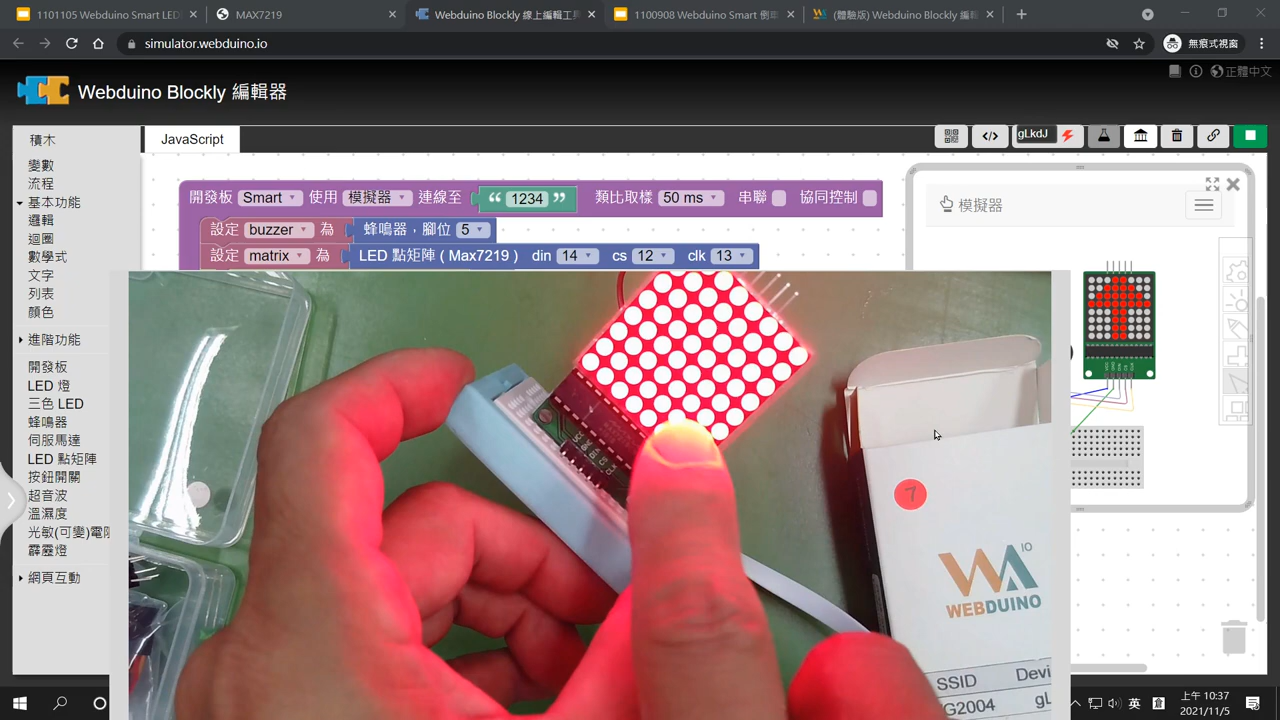 1101105 Webduino Smart LED
MAX7219
Webduino Blockly 線上編輯工具
1100908 Webduino Smart 倒車
(體驗版) Webduino Blockly 編輯
simulator.webduino.io
無痕式視窗
Webduino Blockly 編輯器
正體中文
積木
JavaScript
gLkdJ
變數
流程
基本功能
邏輯
迴圈
數學式
文字
列表
顏色
進階功能
開發板
LED 燈
三色 LED
蜂鳴器
伺服馬達
LED 點矩陣
按鈕開關
超音波
溫濕度
光敏(可變)電阻
霹靂燈
網頁互動
開發板 Smart 使用 模擬器 連線至 “ 1234 ” 類比取樣 50 ms 串聯 協同控制
設定 buzzer 為 蜂鳴器，腳位 5
設定 matrix 為 LED 點矩陣 ( Max7219 ) din 14 cs 12 clk 13
模擬器
VCC
GND
DIN
CS
CLK
7
IO
WEBDUINO
SSID Devi
G2004 gL
英
上午 10:37
2021/11/5